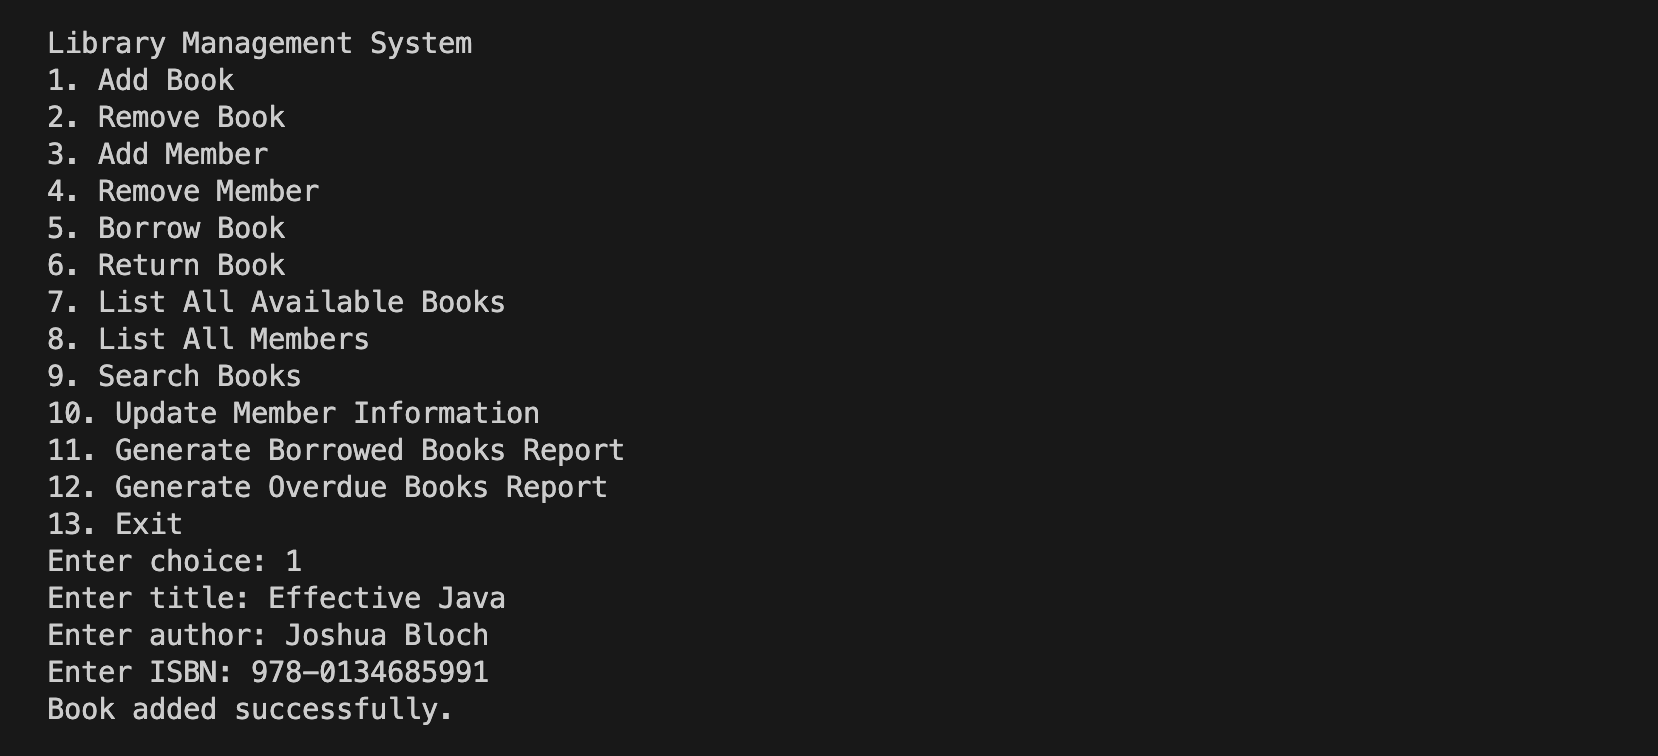 Library Management System
1. Add Book
2. Remove Book
3. Add Member
4. Remove Member
5. Borrow Book
6. Return Book
7. List All Available Books
8. List All Members
9. Search Books
10. Update Member Information
11. Generate Borrowed Books Report
12. Generate Overdue Books Report
13. Exit
Enter choice: 1
Enter title: Effective Java
Enter author: Joshua Bloch
Enter ISBN: 978-0134685991
Book added successfully.